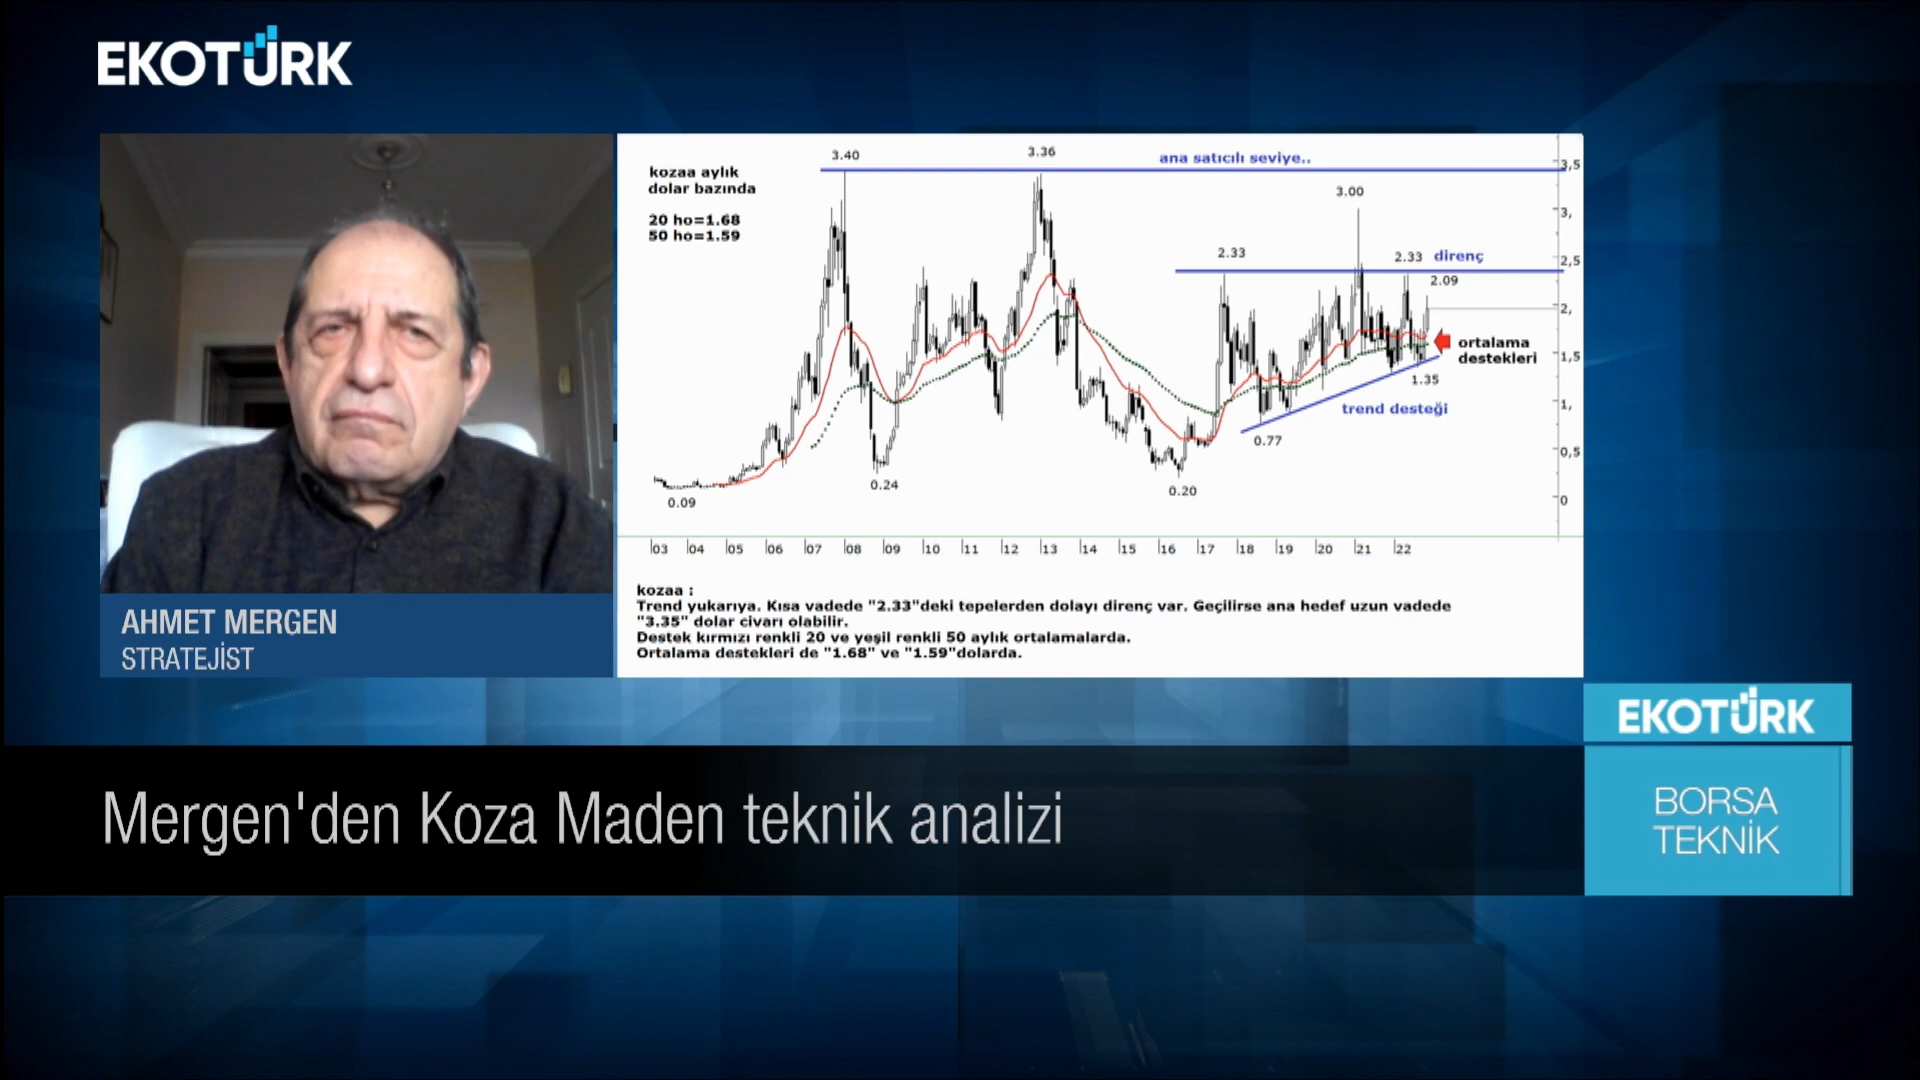 EKOTÜRK
3.40
3.36
ana satıcılı seviye..
3,5
kozaa aylık
dolar bazında
3.00
3,
20 ho=1.68
50 ho=1.59
2.33
2.33 direnç
2,5
2.09
2,
ortalama
destekleri
1,5
1.35
trend desteği
1,
0.77
0,5
0.24
0.20
0.09
0
03 04 05 06 07 08 09 10 11 12 13 14 15 16 17 18 19 20 21 22
kozaa :
Trend yukarıya. Kısa vadede "2.33"deki tepelerden dolayı direnç var. Geçilirse ana hedef uzun vadede
"3.35" dolar civarı olabilir.
Destek kırmızı renkli 20 ve yeşil renkli 50 aylık ortalamalarda.
Ortalama destekleri de "1.68" ve "1.59"dolarda.
AHMET MERGEN
STRATEJİST
EKOTÜRK
Mergen'den Koza Maden teknik analizi
BORSA
TEKNİK